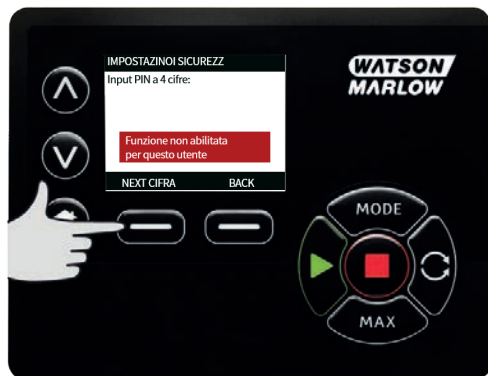 IMPOSTAZINOI SICUREZZ
Input PIN a 4 cifre:
Funzione non abilitata
per questo utente
NEXT CIFRA BACK
WATSON
MARLOW
MODE
MAX